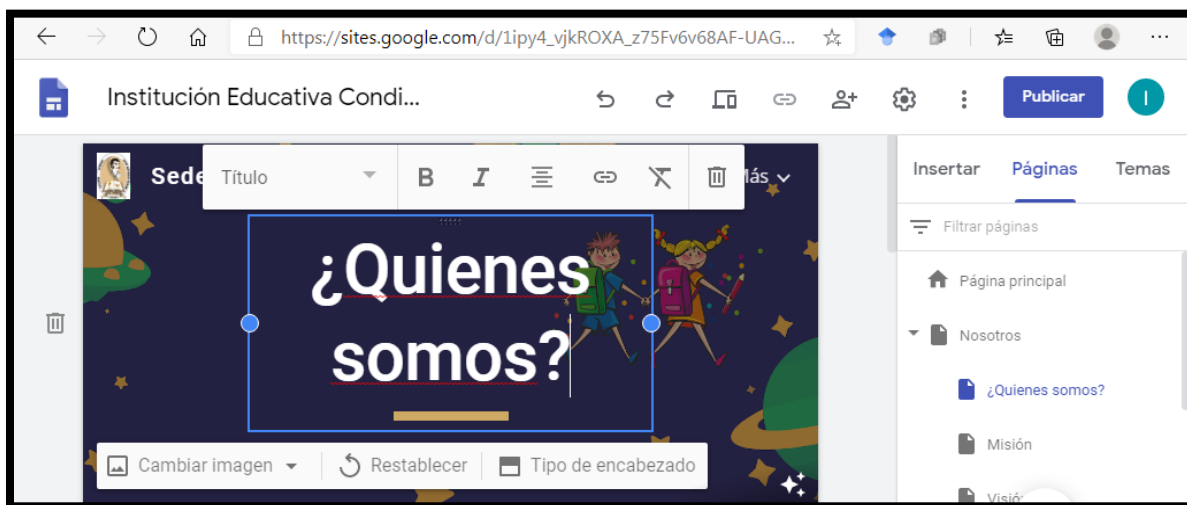 https://sites.google.com/d/1ipy4_vjkROXA_z75Fv6v68AF-UAG...
Institución Educativa Condi...
Publicar
I
Sede
Título
B I
Más
Insertar Páginas Temas
Filtrar páginas
¿Quienes
somos?
Página principal
Nosotros
¿Quienes somos?
Misión
Cambiar imagen
Restablecer
Tipo de encabezado